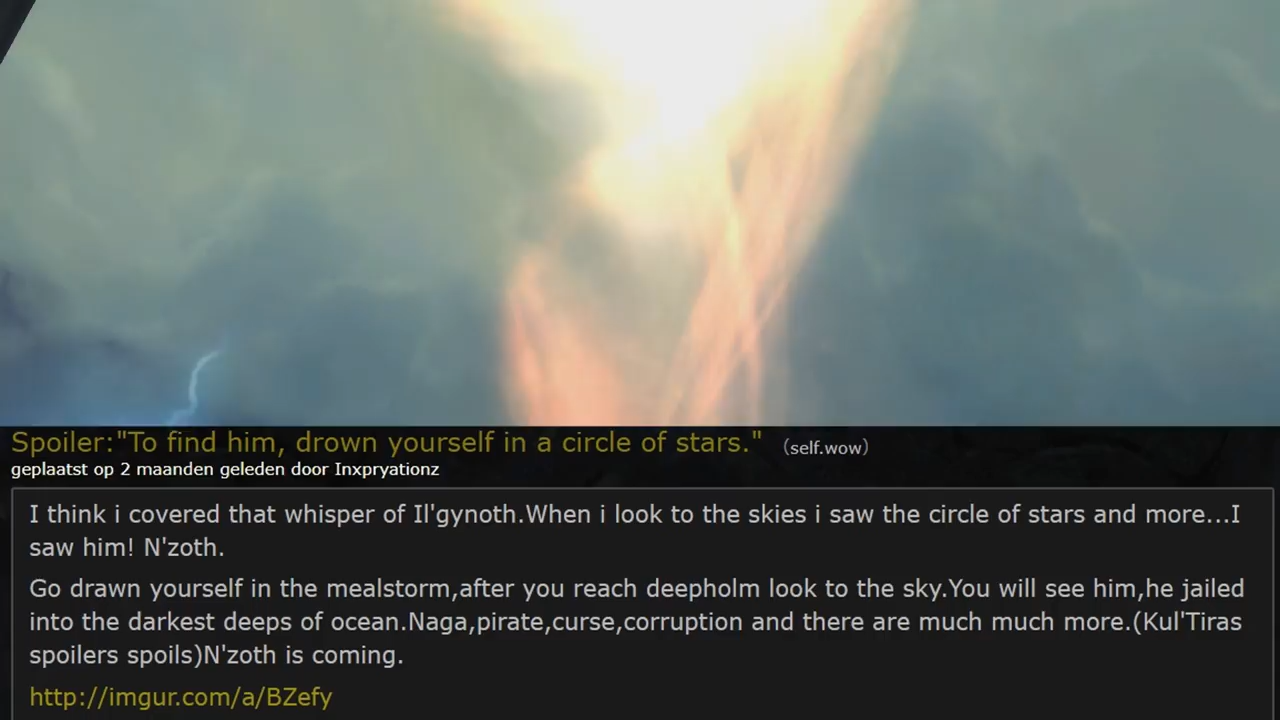 Spoiler:"To find him, drown yourself in a circle of stars." (self.wow)
geplaatst op 2 maanden geleden door Inxpryationz
I think i covered that whisper of Il'gynoth.When i look to the skies i saw the circle of stars and more...I
saw him! N'zoth.
Go drawn yourself in the mealstorm,after you reach deepholm look to the sky.You will see him,he jailed
into the darkest deeps of ocean.Naga,pirate,curse,corruption and there are much much more.(Kul'Tiras
spoilers spoils)N'zoth is coming.
http://imgur.com/a/BZefy